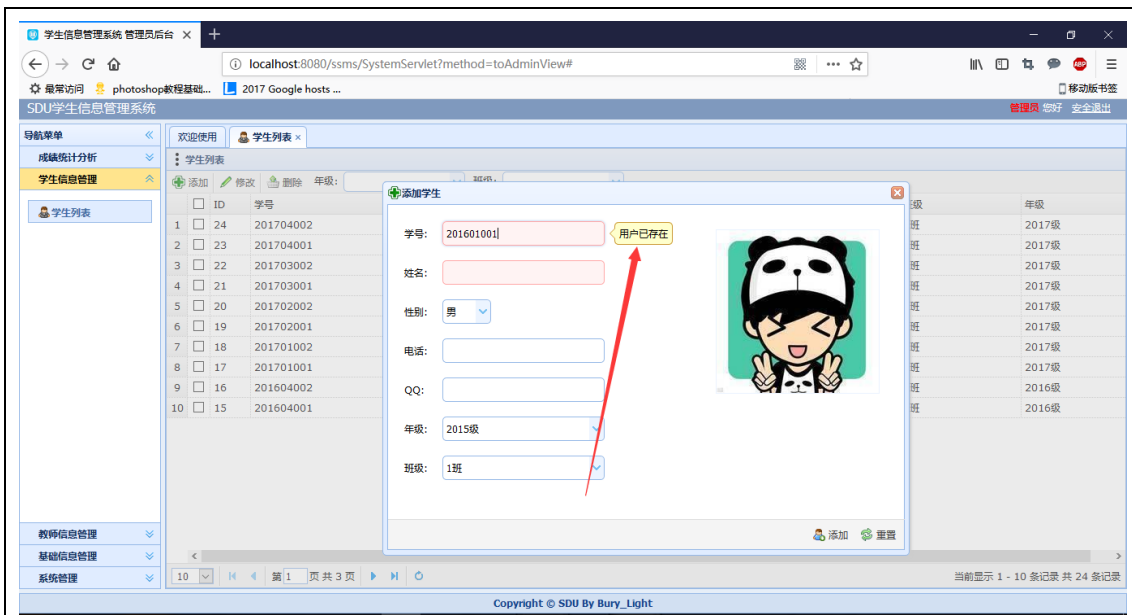 学生信息管理系统 管理员后台
localhost:8080/ssms/SystemServlet?method=toAdminView#
ABP
最常访问 photoshop教程基础... 2017 Google hosts ... 移动版书签
SDU学生信息管理系统 管理员 您好 安全退出
导航菜单 欢迎使用 学生列表
成绩统计分析 学生列表
学生信息管理 添加 修改 删除 年级: 班级:
学生列表
ID 学号 班级 年级
1 24 201704002 班 2017级
2 23 201704001 班 2017级
3 22 201703002 班 2017级
4 21 201703001 班 2017级
5 20 201702002 班 2017级
6 19 201702001 班 2017级
7 18 201701002 班 2017级
8 17 201701001 班 2017级
9 16 201604002 班 2016级
10 15 201604001 班 2016级
添加学生
学号: 201601001 用户已存在
姓名:
性别: 男
电话:
QQ:
年级: 2015级
班级: 1班
添加 重置
教师信息管理
基础信息管理
系统管理
10 第 1 页 共 3 页 当前显示 1 - 10 条记录 共 24 条记录
Copyright © SDU By Bury_Light